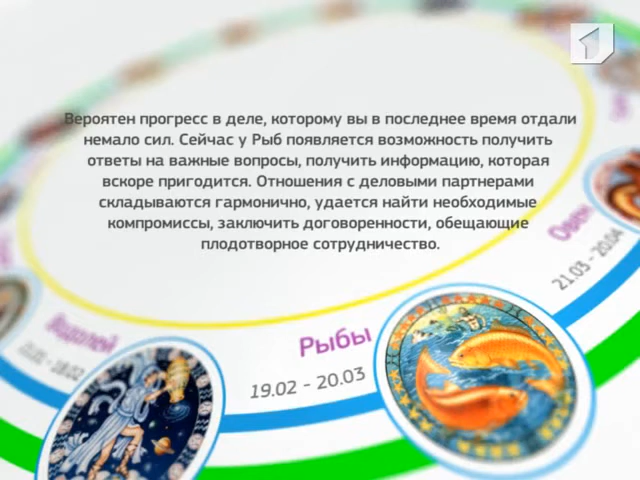 Вероятен прогресс в деле, которому вы в последнее время отдали
немало сил. Сейчас у Рыб появляется возможность получить
ответы на важные вопросы, получить информацию, которая
вскоре пригодится. Отношения с деловыми партнерами
складываются гармонично, удается найти необходимые
компромиссы, заключить договоренности, обещающие
плодотворное сотрудничество.
Овен
21.03 - 20.04
Водолей
Рыбы
19.02 - 20.03